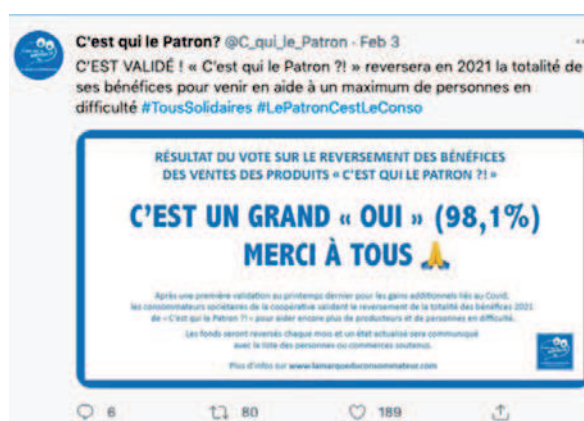 C'est qui le Patron? @C_qui_le_Patron · Feb 3
C'EST VALIDÉ ! « C'est qui le Patron ?! » reversera en 2021 la totalité de
ses bénéfices pour venir en aide à un maximum de personnes en
difficulté #TousSolidaires #LePatronCestLeConso
RÉSULTAT DU VOTE SUR LE REVERSEMENT DES BÉNÉFICES
DES VENTES DES PRODUITS « C'EST QUI LE PATRON ?! »
C'EST UN GRAND « OUI » (98,1%)
MERCI À TOUS 🙏
Après une première validation au printemps dernier pour les gains additionnels liés au Covid,
les consommateurs sociétaires de la coopérative valident le reversement de la totalité des bénéfices 2021
de « C'est qui le Patron ?! » pour aider encore plus de producteurs et de personnes en difficulté.
Les fonds seront reversés chaque mois et un état actualisé sera communiqué
avec la liste des personnes ou commerces soutenus.
Plus d'infos sur www.lamarqueduconsommateur.com
6 80 189